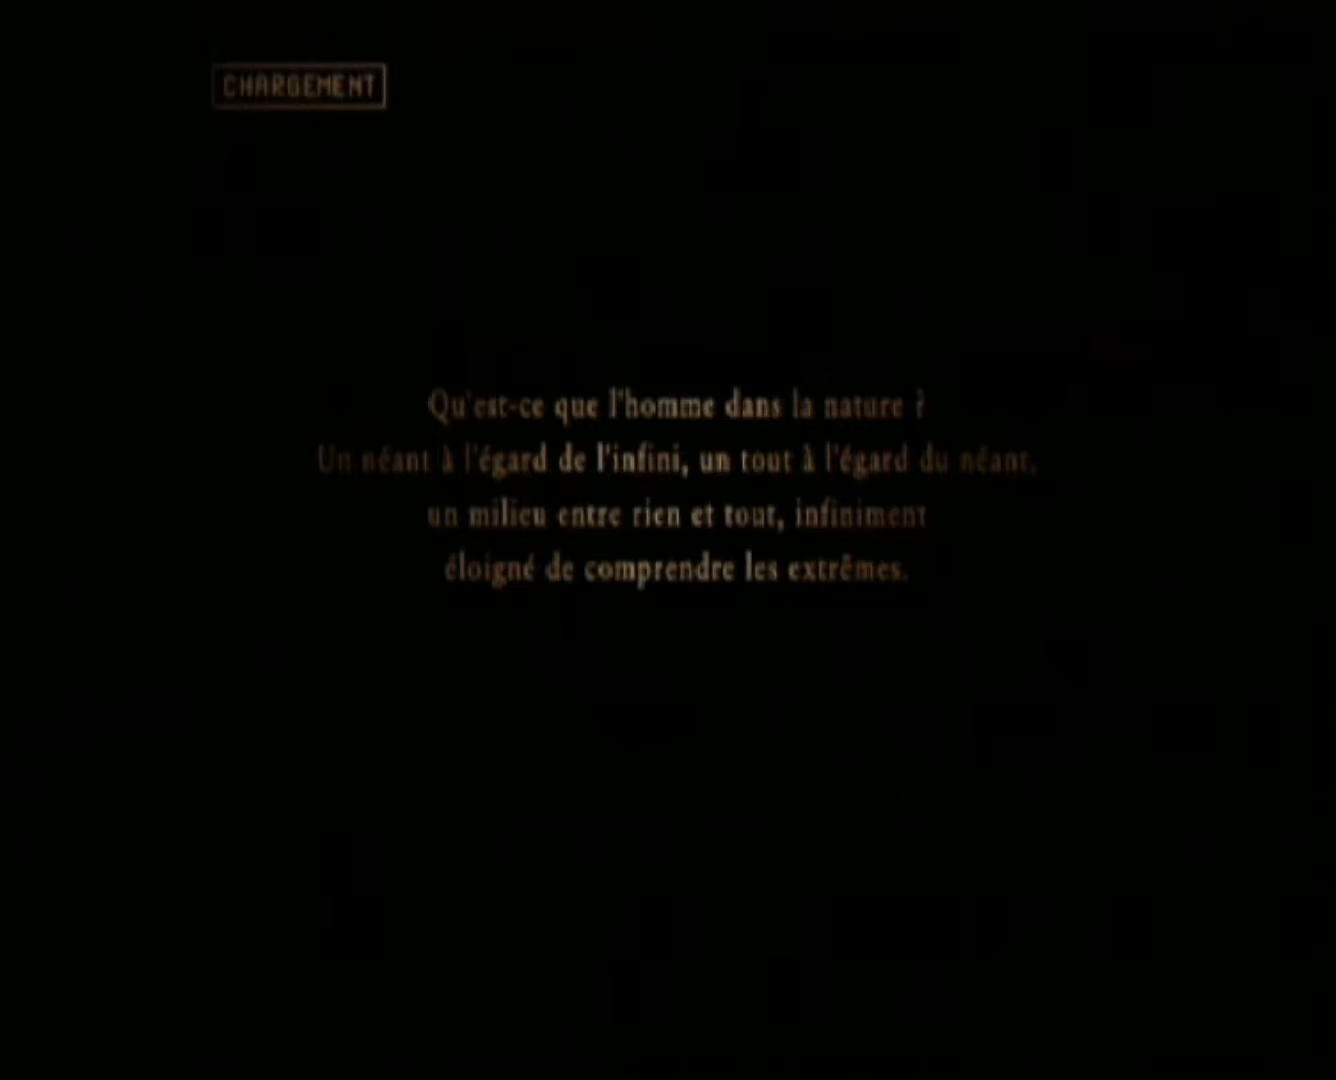 CHARGEMENT
Qu'est-ce que l'homme dans la nature ?
Un néant à l'égard de l'infini, un tout à l'égard du néant,
un milieu entre rien et tout, infiniment
éloigné de comprendre les extrêmes.